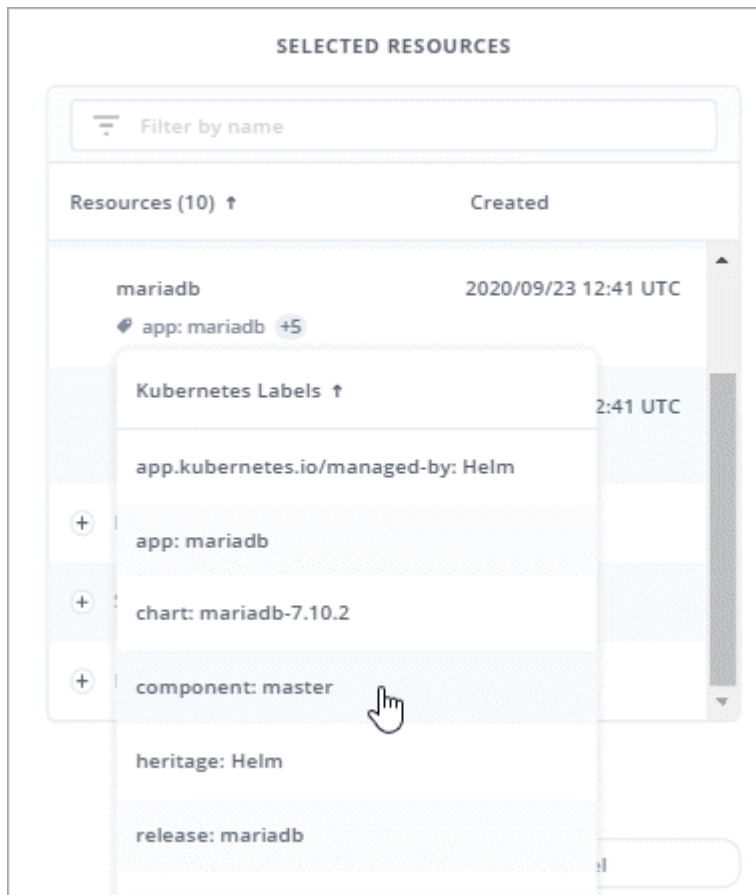 SELECTED RESOURCES
Filter by name
Resources (10) ↑ Created
mariadb 2020/09/23 12:41 UTC
app: mariadb +5
Kubernetes Labels ↑
2:41 UTC
app.kubernetes.io/managed-by: Helm
app: mariadb
chart: mariadb-7.10.2
component: master
heritage: Helm
release: mariadb